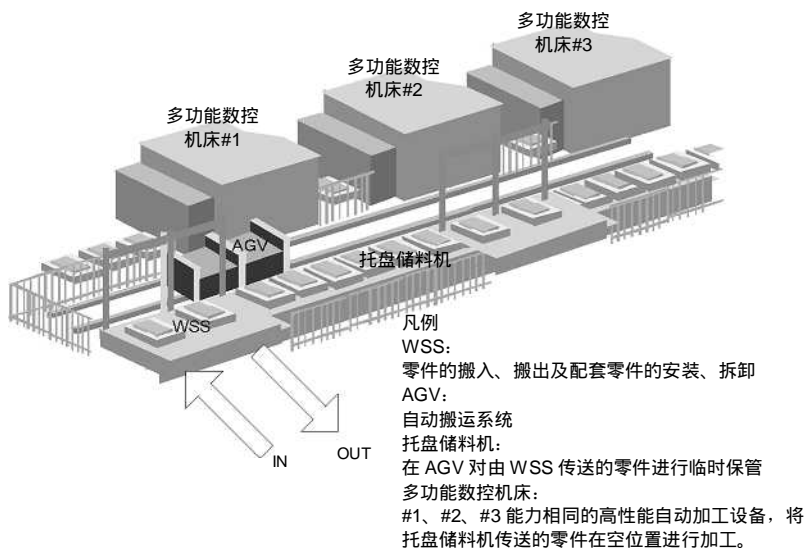 多功能数控
机床#3
多功能数控
机床#2
多功能数控
机床#1
AGV
托盘储料机
WSS
IN
OUT
凡例
WSS：
零件的搬入、搬出及配套零件的安装、拆卸
AGV：
自动搬运系统
托盘储料机：
在 AGV 对由 WSS 传送的零件进行临时保管
多功能数控机床：
#1、#2、#3 能力相同的高性能自动加工设备，将
托盘储料机传送的零件在空位置进行加工。